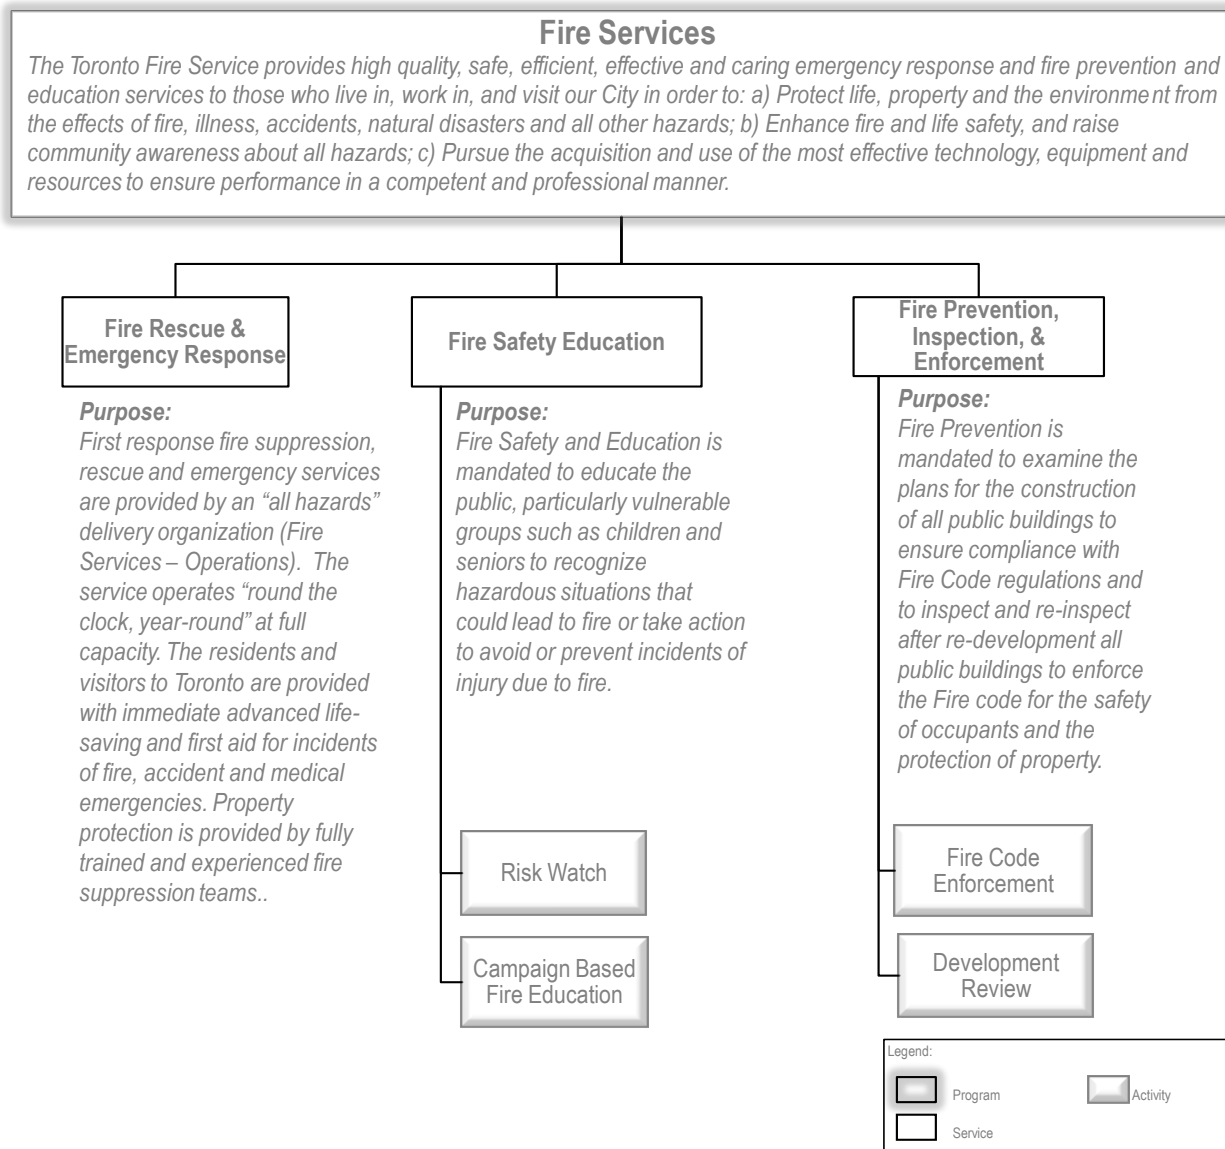 Fire Services
The Toronto Fire Service provides high quality, safe, efficient, effective and caring emergency response and fire prevention and
education services to those who live in, work in, and visit our City in order to: a) Protect life, property and the environment from
the effects of fire, illness, accidents, natural disasters and all other hazards; b) Enhance fire and life safety, and raise
community awareness about all hazards; c) Pursue the acquisition and use of the most effective technology, equipment and
resources to ensure performance in a competent and professional manner.
Fire Rescue &
Emergency Response
Purpose:
First response fire suppression,
rescue and emergency services
are provided by an “all hazards”
delivery organization (Fire
Services – Operations). The
service operates “round the
clock, year-round” at full
capacity. The residents and
visitors to Toronto are provided
with immediate advanced life-
saving and first aid for incidents
of fire, accident and medical
emergencies. Property
protection is provided by fully
trained and experienced fire
suppression teams..
Fire Safety Education
Purpose:
Fire Safety and Education is
mandated to educate the
public, particularly vulnerable
groups such as children and
seniors to recognize
hazardous situations that
could lead to fire or take action
to avoid or prevent incidents of
injury due to fire.
Risk Watch
Campaign Based
Fire Education
Fire Prevention,
Inspection, &
Enforcement
Purpose:
Fire Prevention is
mandated to examine the
plans for the construction
of all public buildings to
ensure compliance with
Fire Code regulations and
to inspect and re-inspect
after re-development all
public buildings to enforce
the Fire code for the safety
of occupants and the
protection of property.
Fire Code
Enforcement
Development
Review
Legend:
Program
Activity
Service